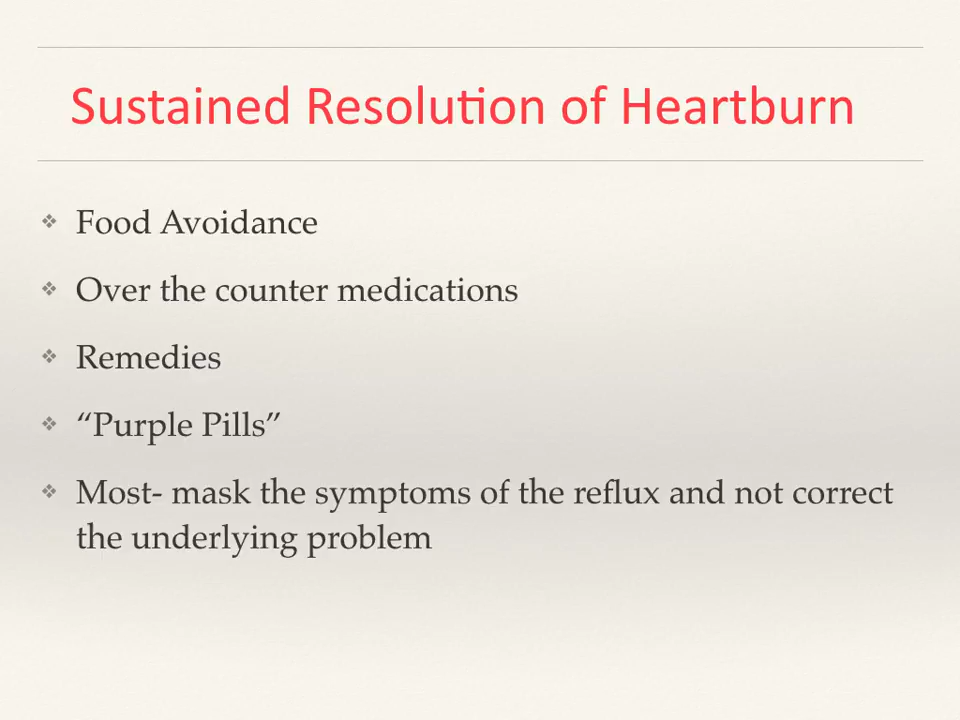 Sustained Resolution of Heartburn
Food Avoidance
Over the counter medications
Remedies
“Purple Pills”
Most- mask the symptoms of the reflux and not correct
the underlying problem